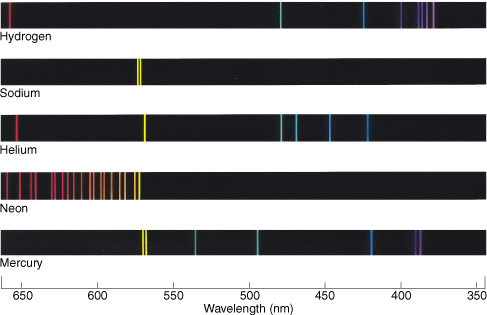 Hydrogen
Sodium
Helium
Neon
Mercury
650 600 550 500 450 400 350
Wavelength (nm)